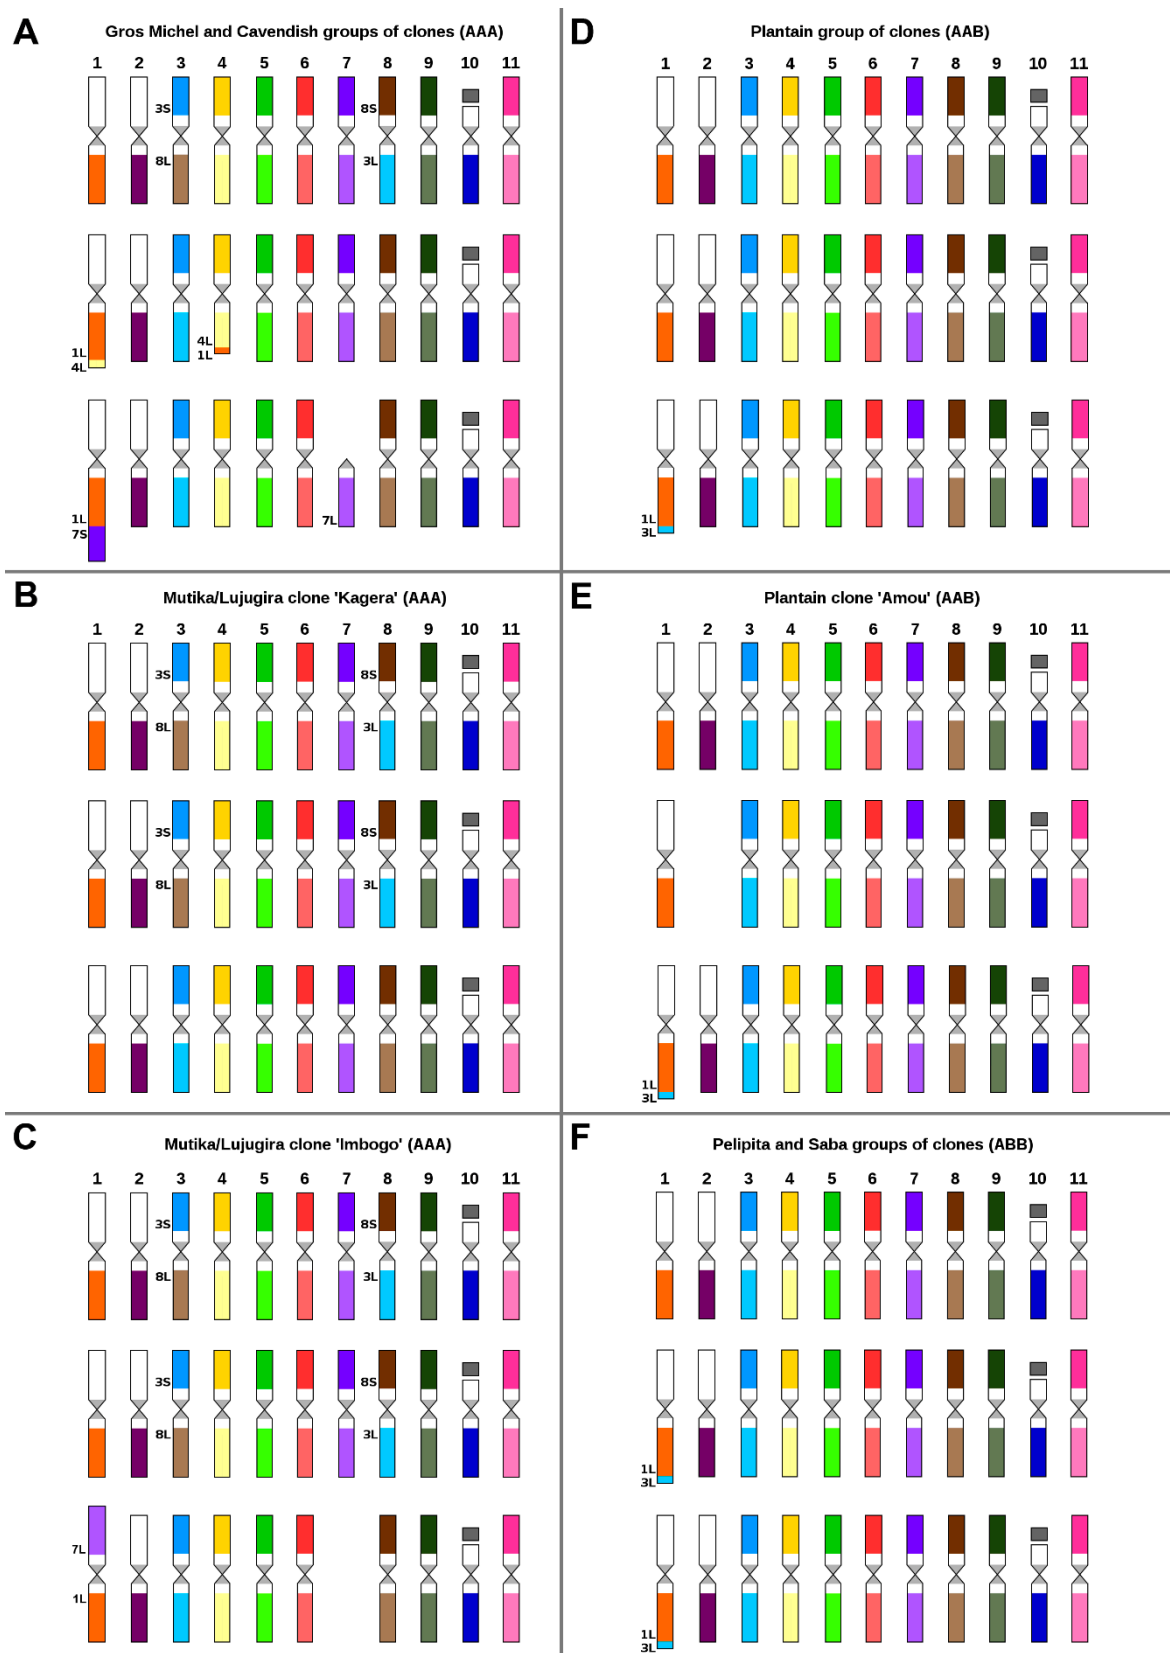 A
Gros Michel and Cavendish groups of clones (AAA)
1 2 3 4 5 6 7 8 9 10 11
3S 8S
8L 3L
4L
1L 1L
4L
1L 7L
7S
B
Mutika/Lujugira clone 'Kagera' (AAA)
1 2 3 4 5 6 7 8 9 10 11
3S 8S
8L 3L
3S 8S
8L 3L
C
Mutika/Lujugira clone 'Imbogo' (AAA)
1 2 3 4 5 6 7 8 9 10 11
3S 8S
8L 3L
3S 8S
8L 3L
7L
1L
D
Plantain group of clones (AAB)
1 2 3 4 5 6 7 8 9 10 11
1L
3L
E
Plantain clone 'Amou' (AAB)
1 2 3 4 5 6 7 8 9 10 11
1L
3L
F
Pelipita and Saba groups of clones (ABB)
1 2 3 4 5 6 7 8 9 10 11
1L
3L
1L
3L